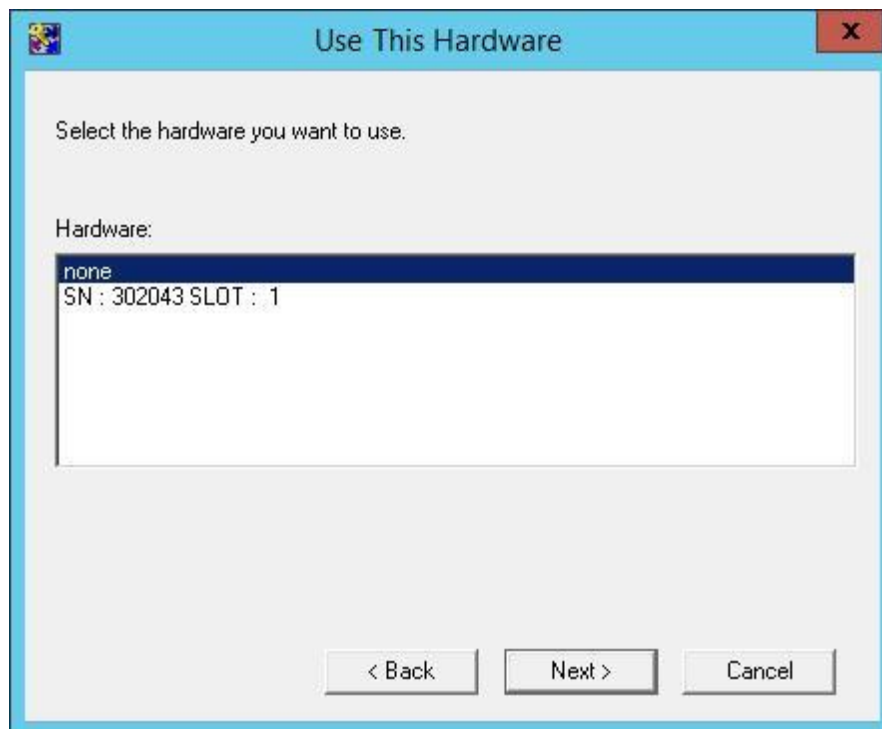 Use This Hardware
x
Select the hardware you want to use.
Hardware:
none
SN : 302043 SLOT : 1
< Back Next > Cancel